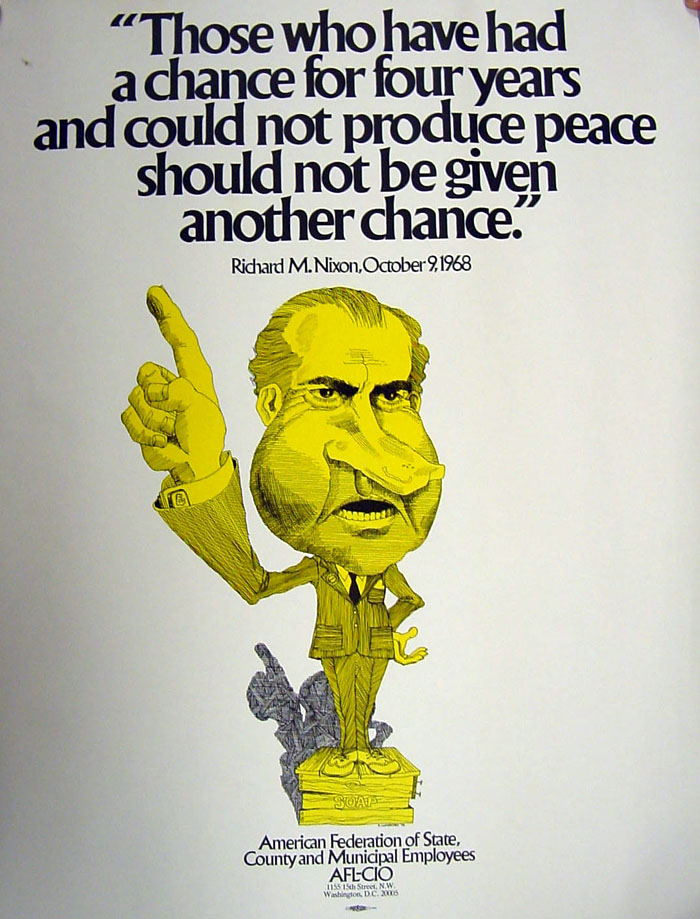 “Those who have had
a chance for four years
and could not produce peace
should not be given
another chance.”
Richard M. Nixon, October 9, 1968
SOAP
American Federation of State,
County and Municipal Employees
AFL-CIO
1155 15th Street, N.W.
Washington, D.C. 20005